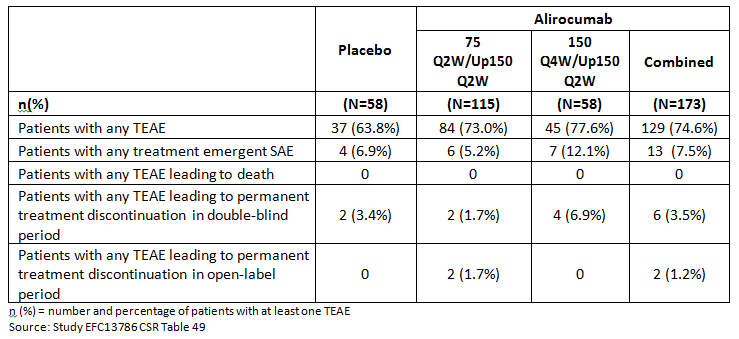 Alirocumab
Placebo
75
Q2W/Up150
Q2W
150
Q4W/Up150
Q2W
Combined
n(%) (N=58) (N=115) (N=58) (N=173)
Patients with any TEAE 37 (63.8%) 84 (73.0%) 45 (77.6%) 129 (74.6%)
Patients with any treatment emergent SAE 4 (6.9%) 6 (5.2%) 7 (12.1%) 13 (7.5%)
Patients with any TEAE leading to death 0 0 0 0
Patients with any TEAE leading to permanent
treatment discontinuation in double-blind 2 (3.4%) 2 (1.7%) 4 (6.9%) 6 (3.5%)
period
Patients with any TEAE leading to permanent
treatment discontinuation in open-label 0 2 (1.7%) 0 2 (1.2%)
period
n (%) = number and percentage of patients with at least one TEAE
Source: Study EFC13786 CSR Table 49